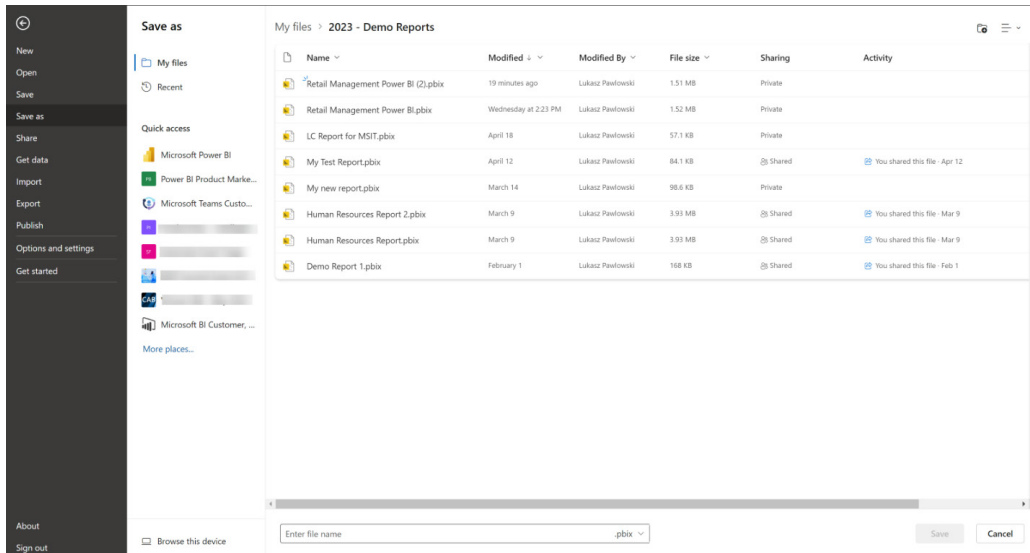 New
Open
Save
Save as
Share
Get data
Import
Export
Publish
Options and settings
Get started
About
Sign out
Save as
My files
Recent
Quick access
Microsoft Power BI
Power BI Product Marke...
Microsoft Teams Custo...
CAB
Microsoft BI Customer, ...
More places...
Browse this device
My files > 2023 - Demo Reports
Name Modified Modified By File size Sharing Activity
Retail Management Power BI (2).pbix 19 minutes ago Lukasz Pawlowski 1.51 MB Private
Retail Management Power BI.pbix Wednesday at 2:23 PM Lukasz Pawlowski 1.52 MB Private
LC Report for MSIT.pbix April 18 Lukasz Pawlowski 57.1 KB Private
My Test Report.pbix April 12 Lukasz Pawlowski 84.1 KB Shared You shared this file · Apr 12
My new report.pbix March 14 Lukasz Pawlowski 98.6 KB Private
Human Resources Report 2.pbix March 9 Lukasz Pawlowski 3.93 MB Shared You shared this file · Mar 9
Human Resources Report.pbix March 9 Lukasz Pawlowski 3.93 MB Shared You shared this file · Mar 9
Demo Report 1.pbix February 1 Lukasz Pawlowski 168 KB Shared You shared this file · Feb 1
Enter file name .pbix
Save Cancel